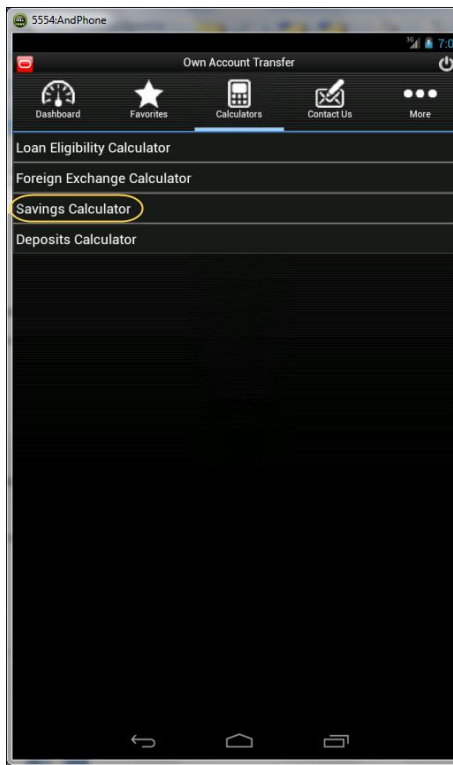 5554:AndPhone
3G 7:0
Own Account Transfer
Dashboard Favorites Calculators Contact Us More
Loan Eligibility Calculator
Foreign Exchange Calculator
Savings Calculator
Deposits Calculator